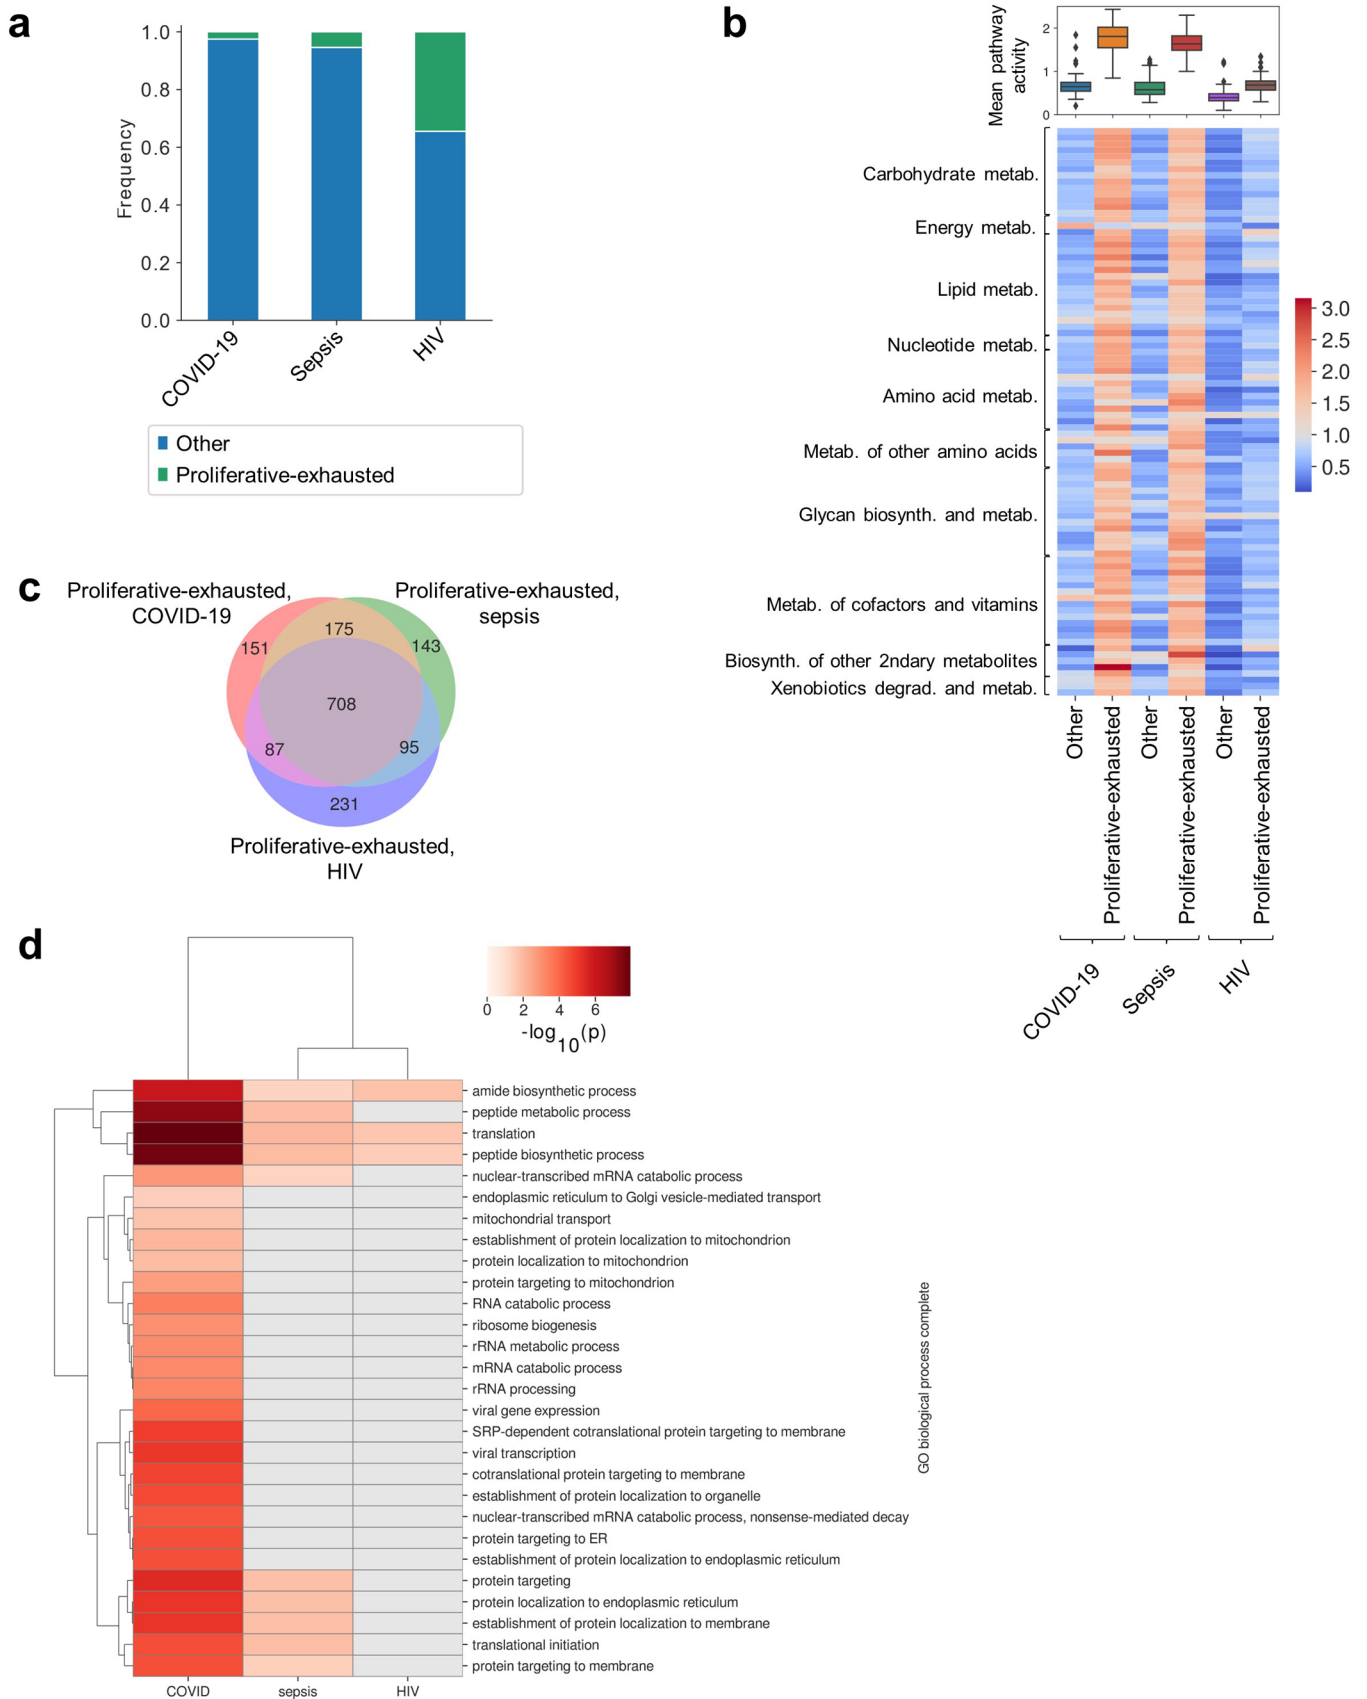 a
1.0
0.8
0.6
0.4
0.2
0.0
Frequency
COVID-19
Sepsis
HIV
Other
Proliferative-exhausted
b
Mean pathway
activity
2
1
0
Carbohydrate metab.
Energy metab.
Lipid metab.
Nucleotide metab.
Amino acid metab.
Metab. of other amino acids
Glycan biosynth. and metab.
Metab. of cofactors and vitamins
Biosynth. of other 2ndary metabolites
Xenobiotics degrad. and metab.
3.0
2.5
2.0
1.5
1.0
0.5
Other
Proliferative-exhausted
Other
Proliferative-exhausted
Other
Proliferative-exhausted
COVID-19
Sepsis
HIV
c
Proliferative-exhausted,
COVID-19
Proliferative-exhausted,
sepsis
151
175
143
708
87
95
231
Proliferative-exhausted,
HIV
d
0 2 4 6
-log10(p)
amide biosynthetic process
peptide metabolic process
translation
peptide biosynthetic process
nuclear-transcribed mRNA catabolic process
endoplasmic reticulum to Golgi vesicle-mediated transport
mitochondrial transport
establishment of protein localization to mitochondrion
protein localization to mitochondrion
protein targeting to mitochondrion
RNA catabolic process
ribosome biogenesis
rRNA metabolic process
mRNA catabolic process
rRNA processing
viral gene expression
SRP-dependent cotranslational protein targeting to membrane
viral transcription
cotranslational protein targeting to membrane
establishment of protein localization to organelle
nuclear-transcribed mRNA catabolic process, nonsense-mediated decay
protein targeting to ER
establishment of protein localization to endoplasmic reticulum
protein targeting
protein localization to endoplasmic reticulum
establishment of protein localization to membrane
translational initiation
protein targeting to membrane
GO biological process complete
COVID
sepsis
HIV